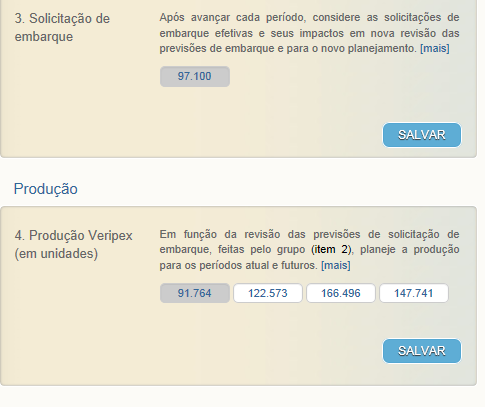 3. Solicitação de
embarque
Após avançar cada período, considere as solicitações de
embarque efetivas e seus impactos em nova revisão das
previsões de embarque e para o novo planejamento. [mais]
97.100
SALVAR
Produção
4. Produção Veripex
(em unidades)
Em função da revisão das previsões de solicitação de
embarque, feitas pelo grupo (item 2), planeje a produção
para os períodos atual e futuros. [mais]
91.764 122.573 166.496 147.741
SALVAR